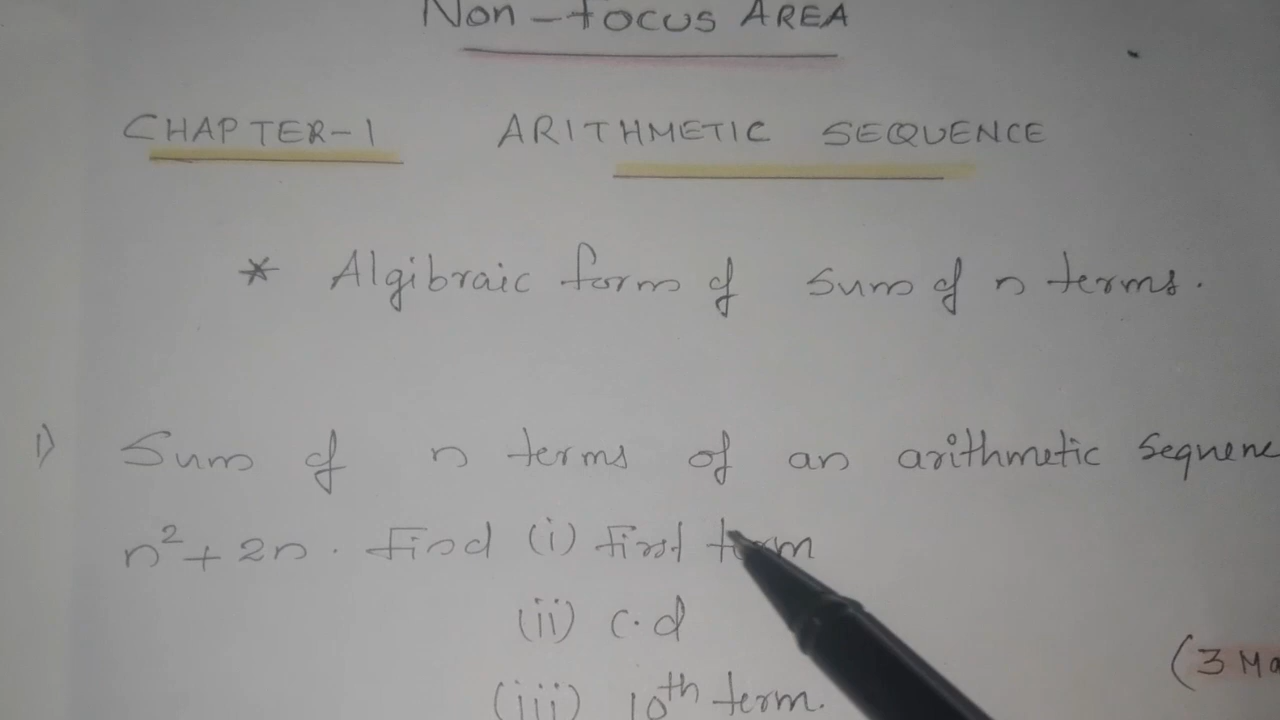 Non-Focus AREA
CHAPTER-1 ARITHMETIC SEQUENCE
* Algibraic form of sum of n terms.
1) Sum of n terms of an arithmetic Sequenc
n²+2n. Find (i) First term
(ii) c.d
(3 Ma
(iii) 10th term.